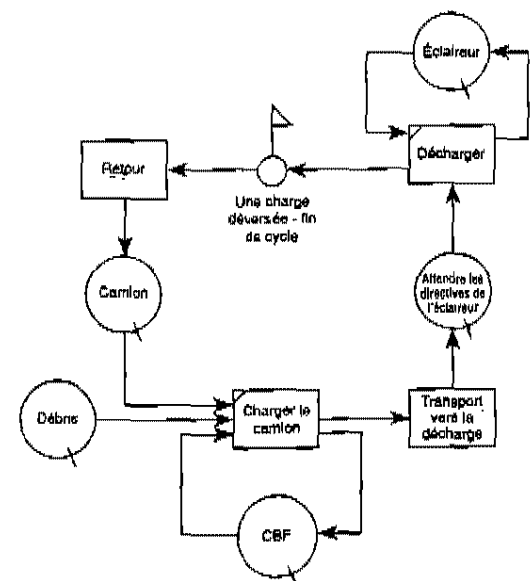 Éclaireur
Décharger
Retour
Une charge
déversée - fin
de cycle
Camion
Attendre les
directives de
l'éclaireur
Débris
Charger le
camion
Transport
vers la
décharge
CBF